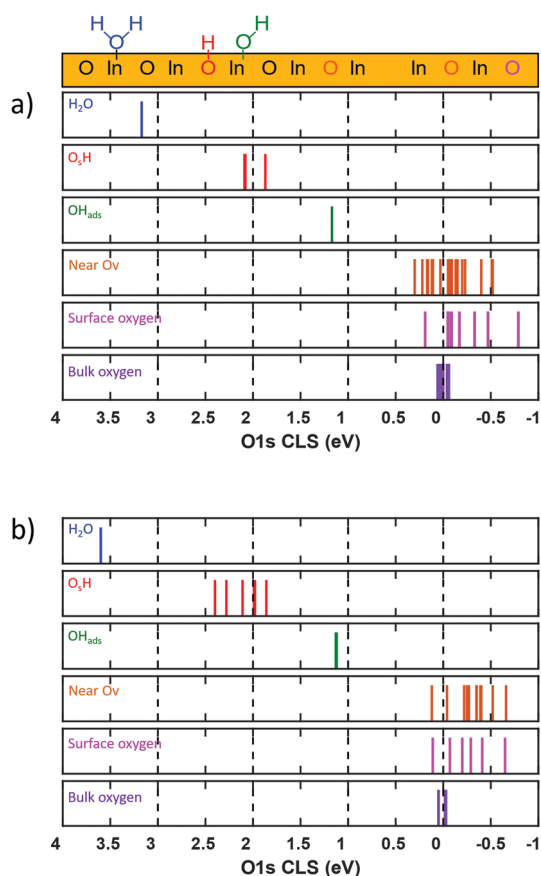 H H H H
O O
O In O In O In O In O In In O In O
a)
H₂O
OₛH
OHₐdₛ
Near Ov
Surface oxygen
Bulk oxygen
4 3.5 3 2.5 2 1.5 1 0.5 0 -0.5 -1
O1s CLS (eV)
b)
H₂O
OₛH
OHₐdₛ
Near Ov
Surface oxygen
Bulk oxygen
4 3.5 3 2.5 2 1.5 1 0.5 0 -0.5 -1
O1s CLS (eV)